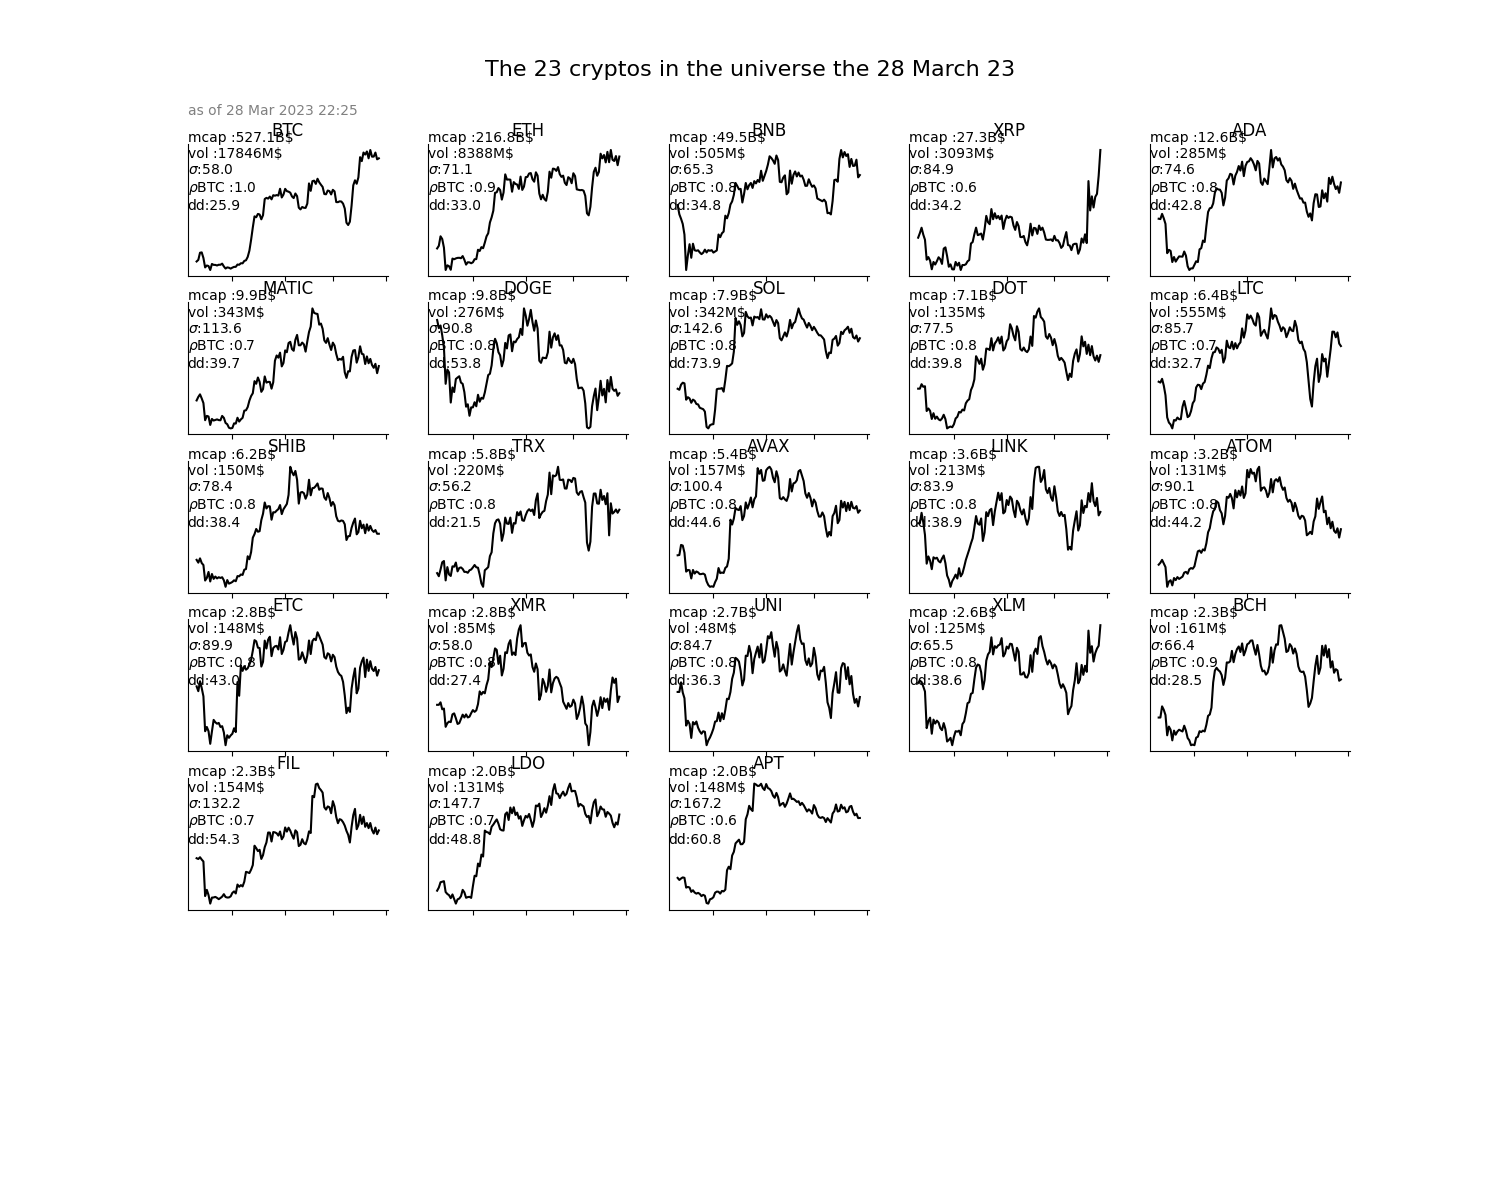 The 23 cryptos in the universe the 28 March 23
as of 28 Mar 2023 22:25
BTC
mcap :527.1B$
vol :17846M$
σ:58.0
ρBTC :1.0
dd:25.9
ETH
mcap :216.8B$
vol :8388M$
σ:71.1
ρBTC :0.9
dd:33.0
BNB
mcap :49.5B$
vol :505M$
σ:65.3
ρBTC :0.8
dd:34.8
XRP
mcap :27.3B$
vol :3093M$
σ:84.9
ρBTC :0.6
dd:34.2
ADA
mcap :12.6B$
vol :285M$
σ:74.6
ρBTC :0.8
dd:42.8
MATIC
mcap :9.9B$
vol :343M$
σ:113.6
ρBTC :0.7
dd:39.7
DOGE
mcap :9.8B$
vol :276M$
σ:90.8
ρBTC :0.8
dd:53.8
SOL
mcap :7.9B$
vol :342M$
σ:142.6
ρBTC :0.8
dd:73.9
DOT
mcap :7.1B$
vol :135M$
σ:77.5
ρBTC :0.8
dd:39.8
LTC
mcap :6.4B$
vol :555M$
σ:85.7
ρBTC :0.7
dd:32.7
SHIB
mcap :6.2B$
vol :150M$
σ:78.4
ρBTC :0.8
dd:38.4
TRX
mcap :5.8B$
vol :220M$
σ:56.2
ρBTC :0.8
dd:21.5
AVAX
mcap :5.4B$
vol :157M$
σ:100.4
ρBTC :0.8
dd:44.6
LINK
mcap :3.6B$
vol :213M$
σ:83.9
ρBTC :0.8
dd:38.9
ATOM
mcap :3.2B$
vol :131M$
σ:90.1
ρBTC :0.8
dd:44.2
ETC
mcap :2.8B$
vol :148M$
σ:89.9
ρBTC :0.8
dd:43.0
XMR
mcap :2.8B$
vol :85M$
σ:58.0
ρBTC :0.8
dd:27.4
UNI
mcap :2.7B$
vol :48M$
σ:84.7
ρBTC :0.8
dd:36.3
XLM
mcap :2.6B$
vol :125M$
σ:65.5
ρBTC :0.8
dd:38.6
BCH
mcap :2.3B$
vol :161M$
σ:66.4
ρBTC :0.9
dd:28.5
FIL
mcap :2.3B$
vol :154M$
σ:132.2
ρBTC :0.7
dd:54.3
LDO
mcap :2.0B$
vol :131M$
σ:147.7
ρBTC :0.7
dd:48.8
APT
mcap :2.0B$
vol :148M$
σ:167.2
ρBTC :0.6
dd:60.8